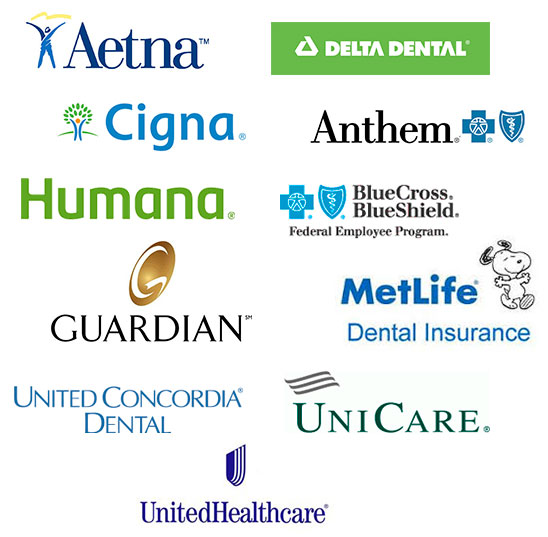 Aetna™
DELTA DENTAL®
Cigna®
Anthem®
Humana®
BlueCross®
BlueShield®
Federal Employee Program.
GUARDIAN℠
MetLife®
Dental Insurance
UNITED CONCORDIA®
DENTAL
UNICARE®
UnitedHealthcare®